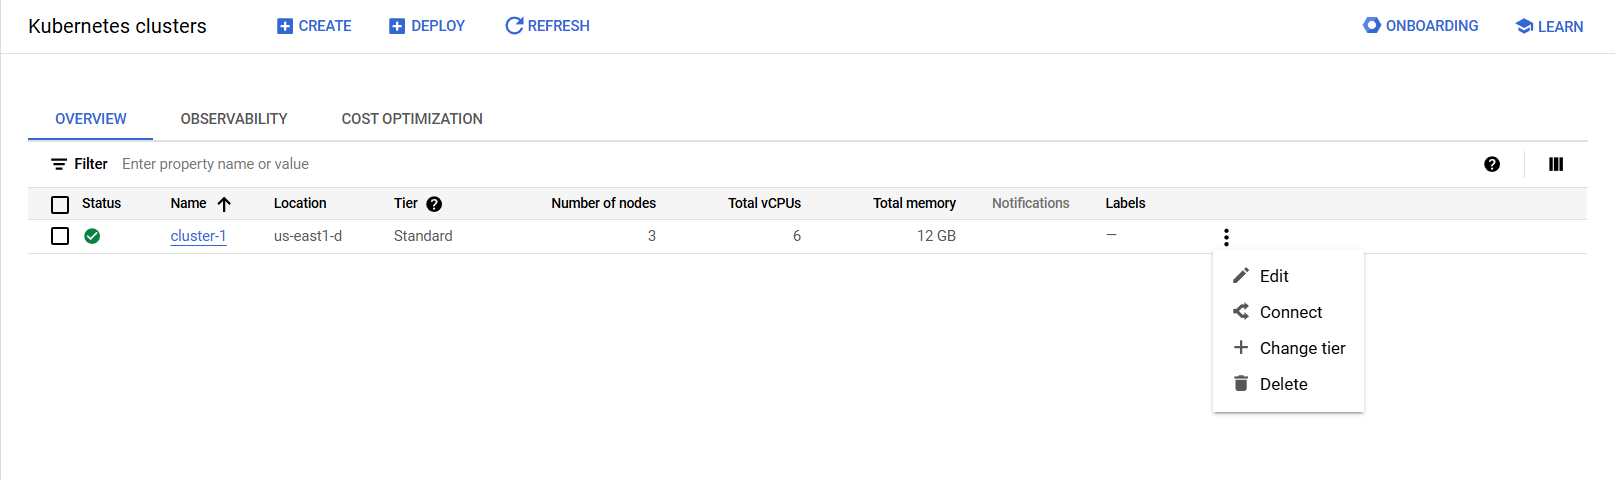 Kubernetes clusters CREATE DEPLOY REFRESH ONBOARDING LEARN
OVERVIEW OBSERVABILITY COST OPTIMIZATION
Filter Enter property name or value
Status Name Location Tier Number of nodes Total vCPUs Total memory Notifications Labels
cluster-1 us-east1-d Standard 3 6 12 GB —
Edit
Connect
Change tier
Delete